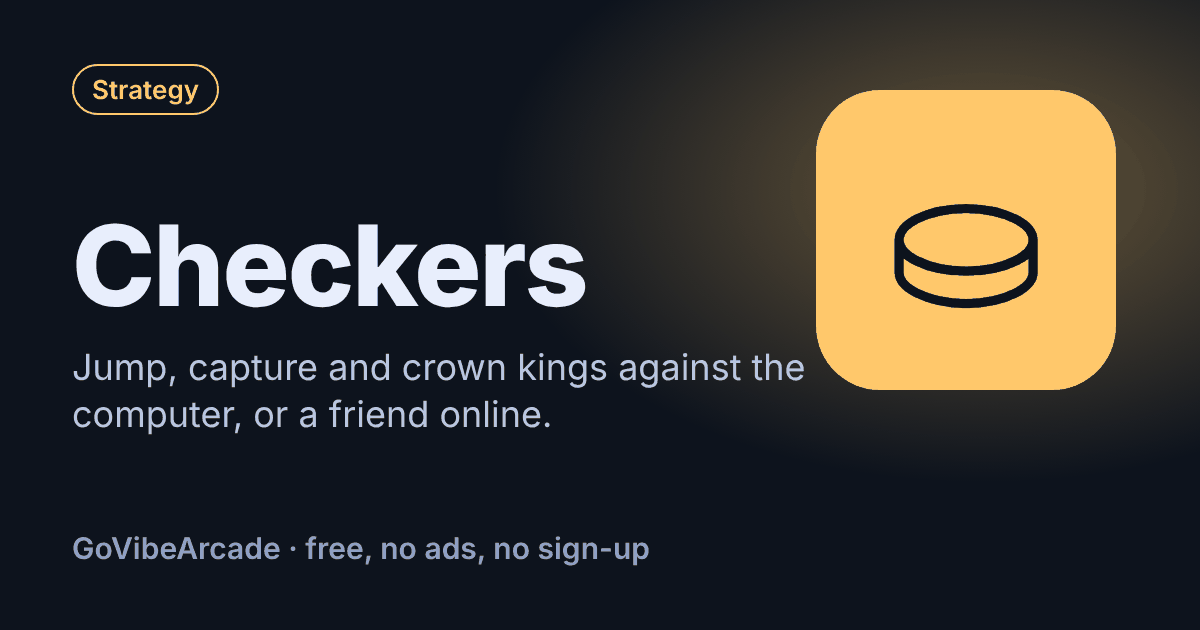 Strategy
Checkers
Jump, capture and crown kings against the
computer, or a friend online.
GoVibeArcade · free, no ads, no sign-up